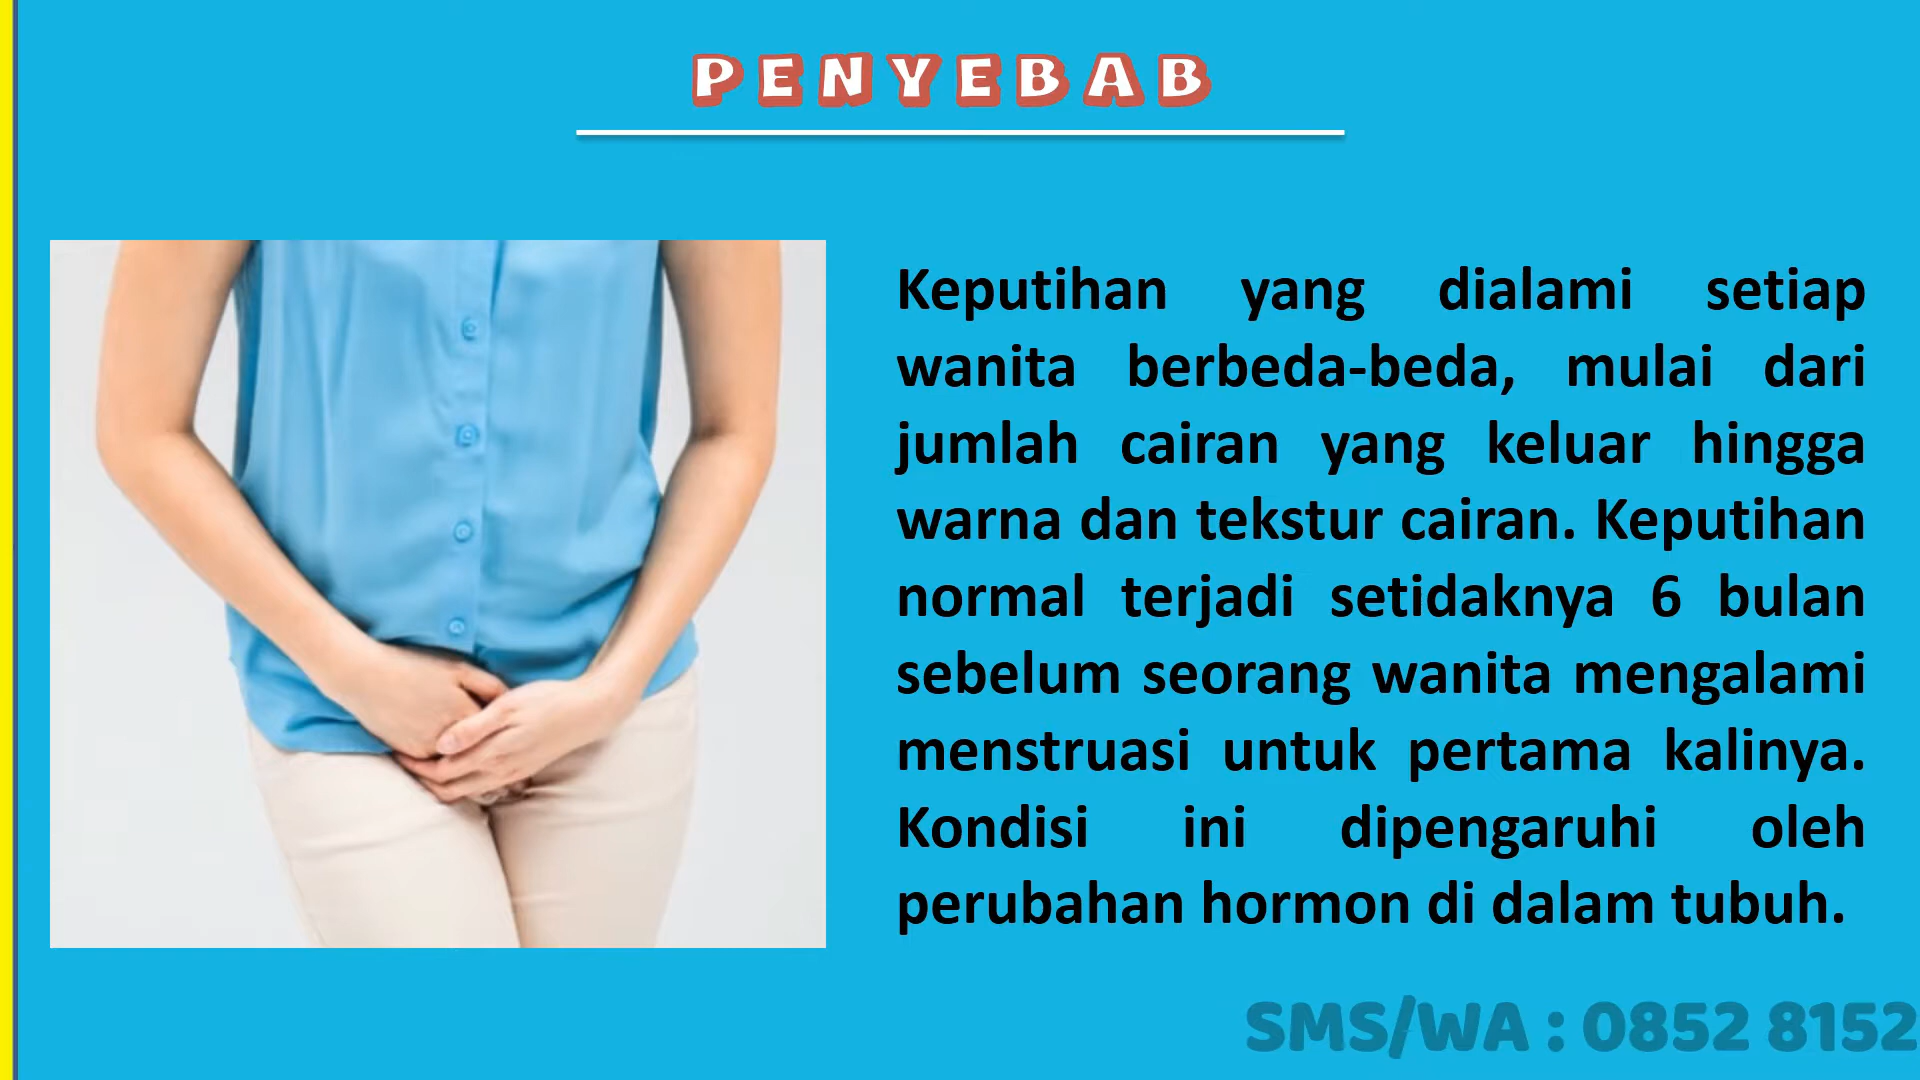 PENYEBAB
Keputihan yang dialami setiap
wanita berbeda-beda, mulai dari
jumlah cairan yang keluar hingga
warna dan tekstur cairan. Keputihan
normal terjadi setidaknya 6 bulan
sebelum seorang wanita mengalami
menstruasi untuk pertama kalinya.
Kondisi ini dipengaruhi oleh
perubahan hormon di dalam tubuh.
SMS/WA : 0852 8152